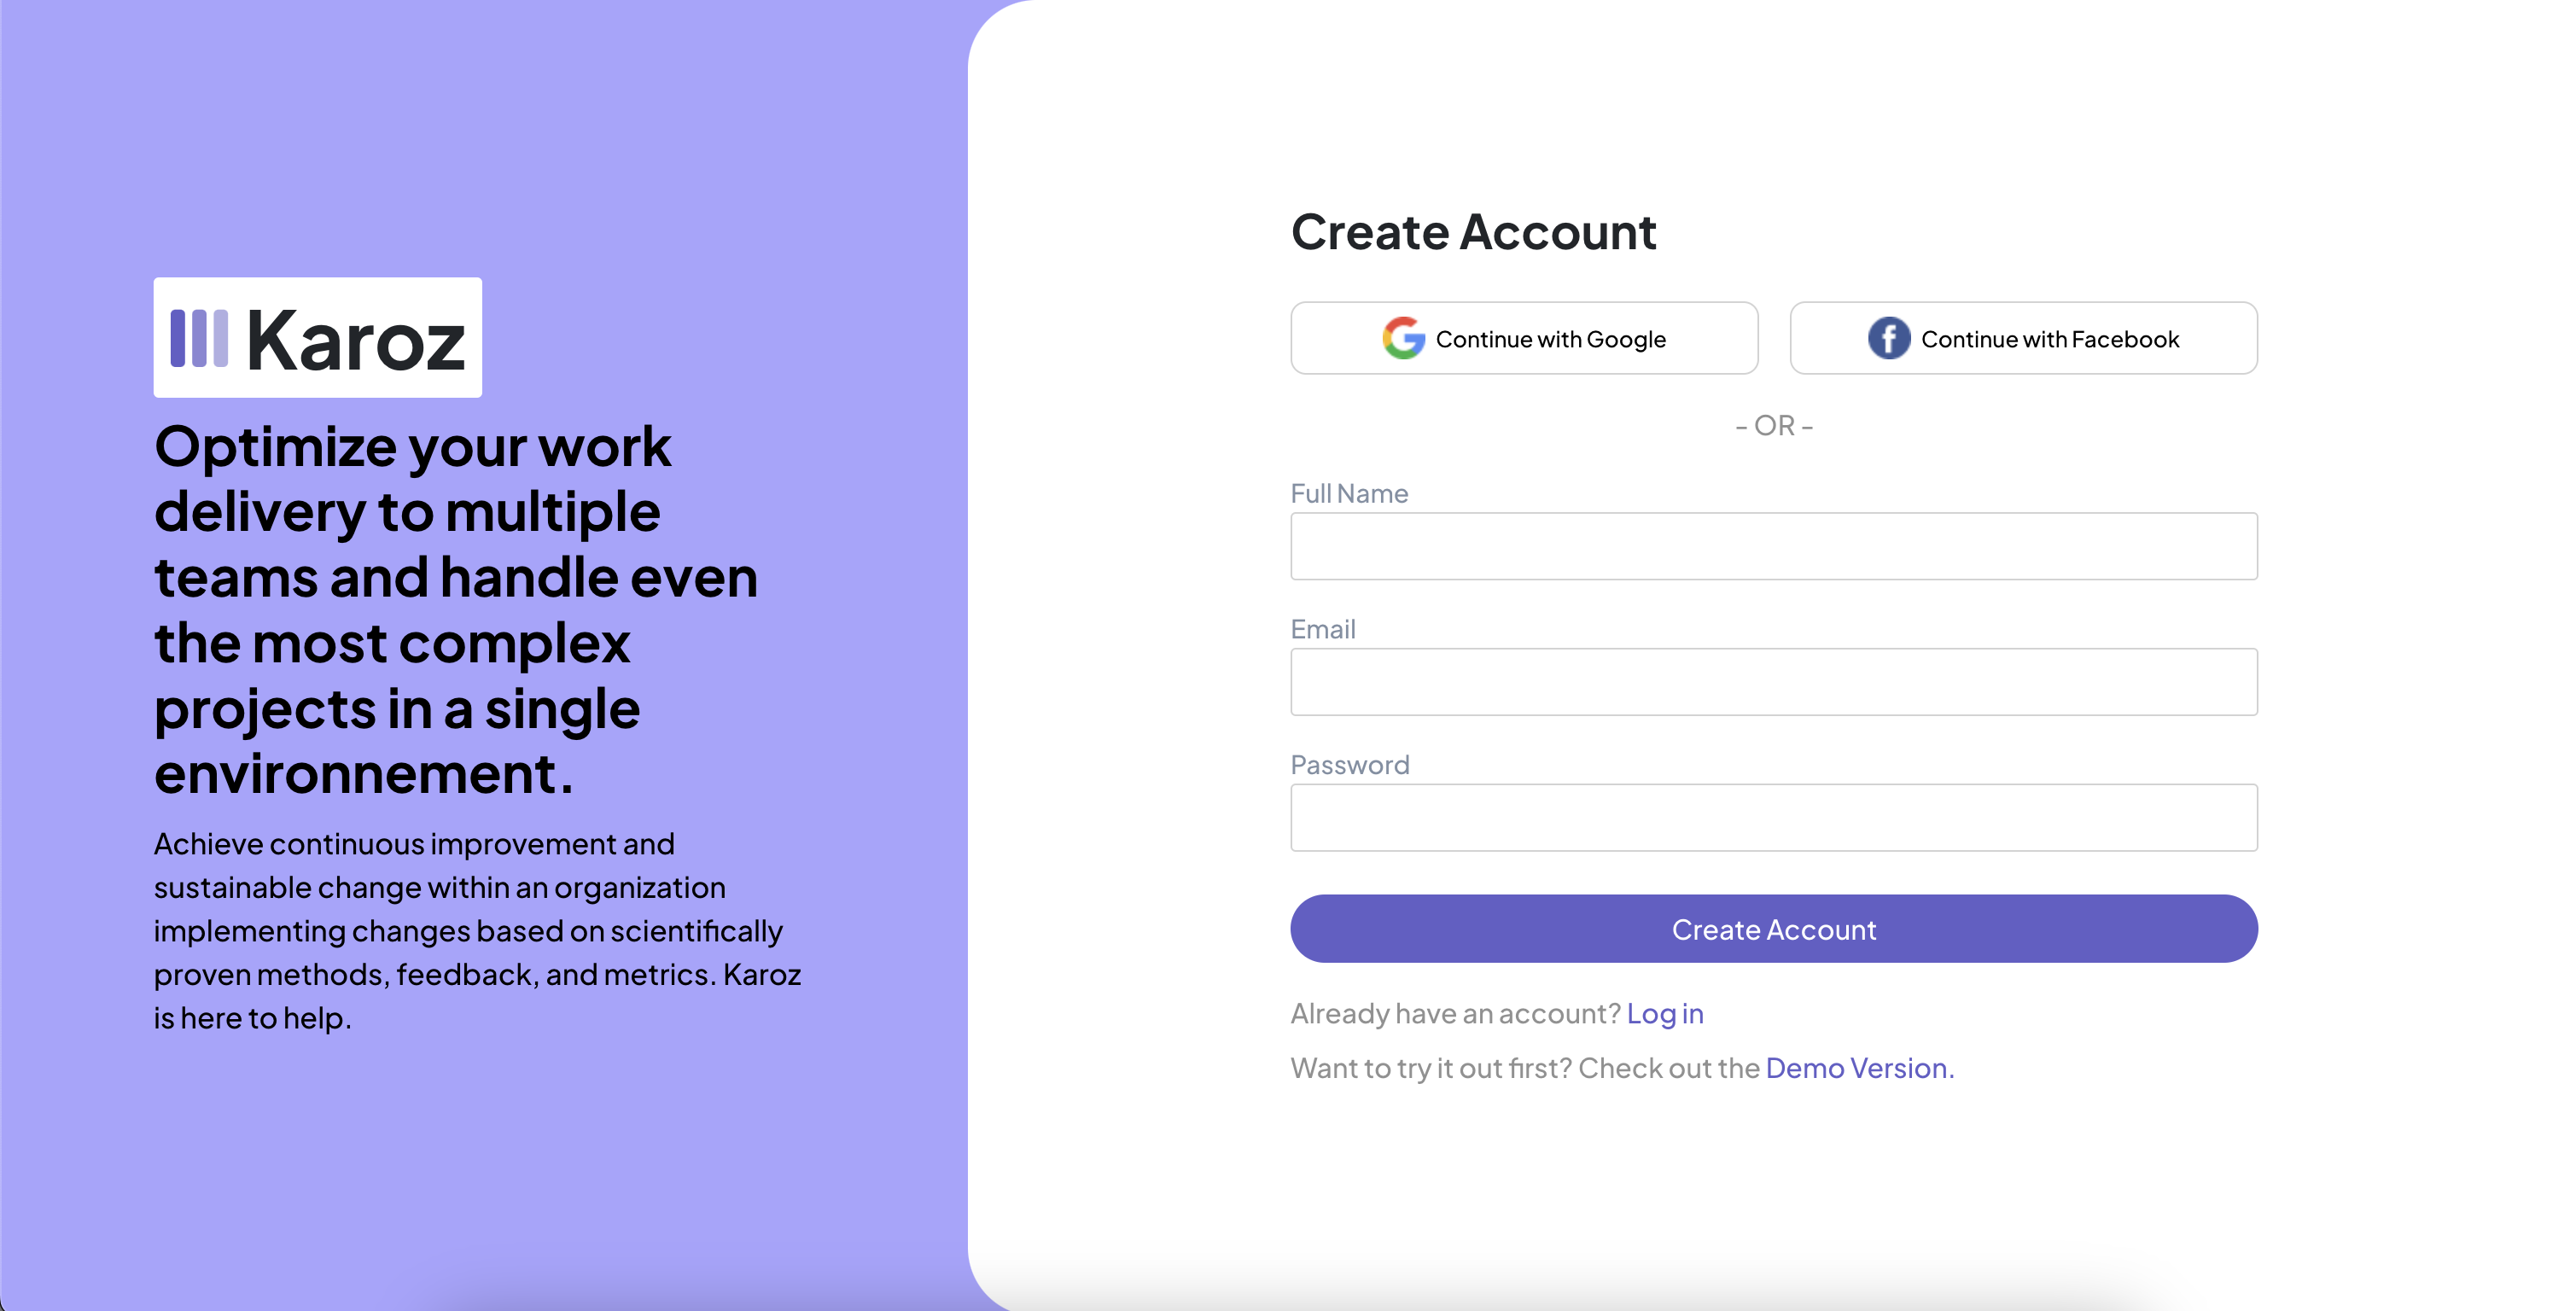 Karoz
Optimize your work
delivery to multiple
teams and handle even
the most complex
projects in a single
environnement.
Achieve continuous improvement and
sustainable change within an organization
implementing changes based on scientifically
proven methods, feedback, and metrics. Karoz
is here to help.
Create Account
Continue with Google
Continue with Facebook
- OR -
Full Name
Email
Password
Create Account
Already have an account? Log in
Want to try it out first? Check out the Demo Version.